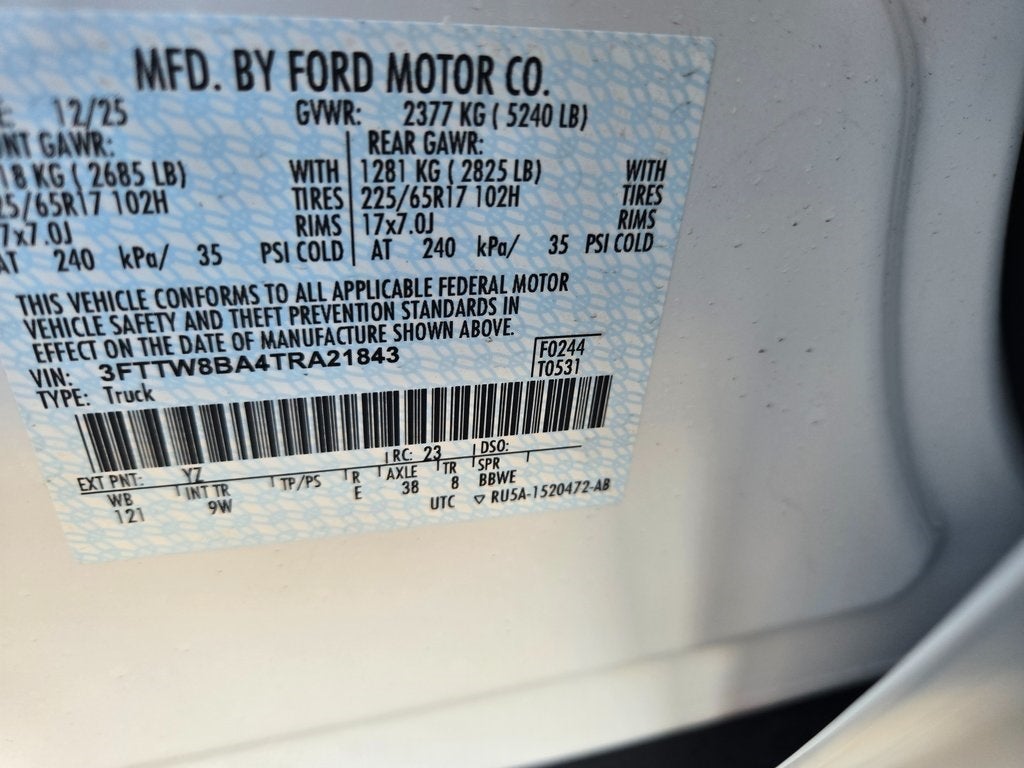 MFD. BY FORD MOTOR CO.
E: 12/25 GVWR: 2377 KG ( 5240 LB)
NT GAWR: REAR GAWR:
18 KG ( 2685 LB) WITH 1281 KG ( 2825 LB) WITH
25/65R17 102H TIRES 225/65R17 102H TIRES
7x7.0J RIMS 17x7.0J RIMS
AT 240 kPa/ 35 PSI COLD AT 240 kPa/ 35 PSI COLD
THIS VEHICLE CONFORMS TO ALL APPLICABLE FEDERAL MOTOR
VEHICLE SAFETY AND THEFT PREVENTION STANDARDS IN
EFFECT ON THE DATE OF MANUFACTURE SHOWN ABOVE.
VIN: 3FTTW8BA4TRA21843 F0244
TYPE: Truck T0531
EXT PNT: YZ RC: 23 DSO:
WB INT TR TP/PS R AXLE TR SPR
121 9W E 38 8 BBWE
UTC ▽ RU5A-1520472-AB